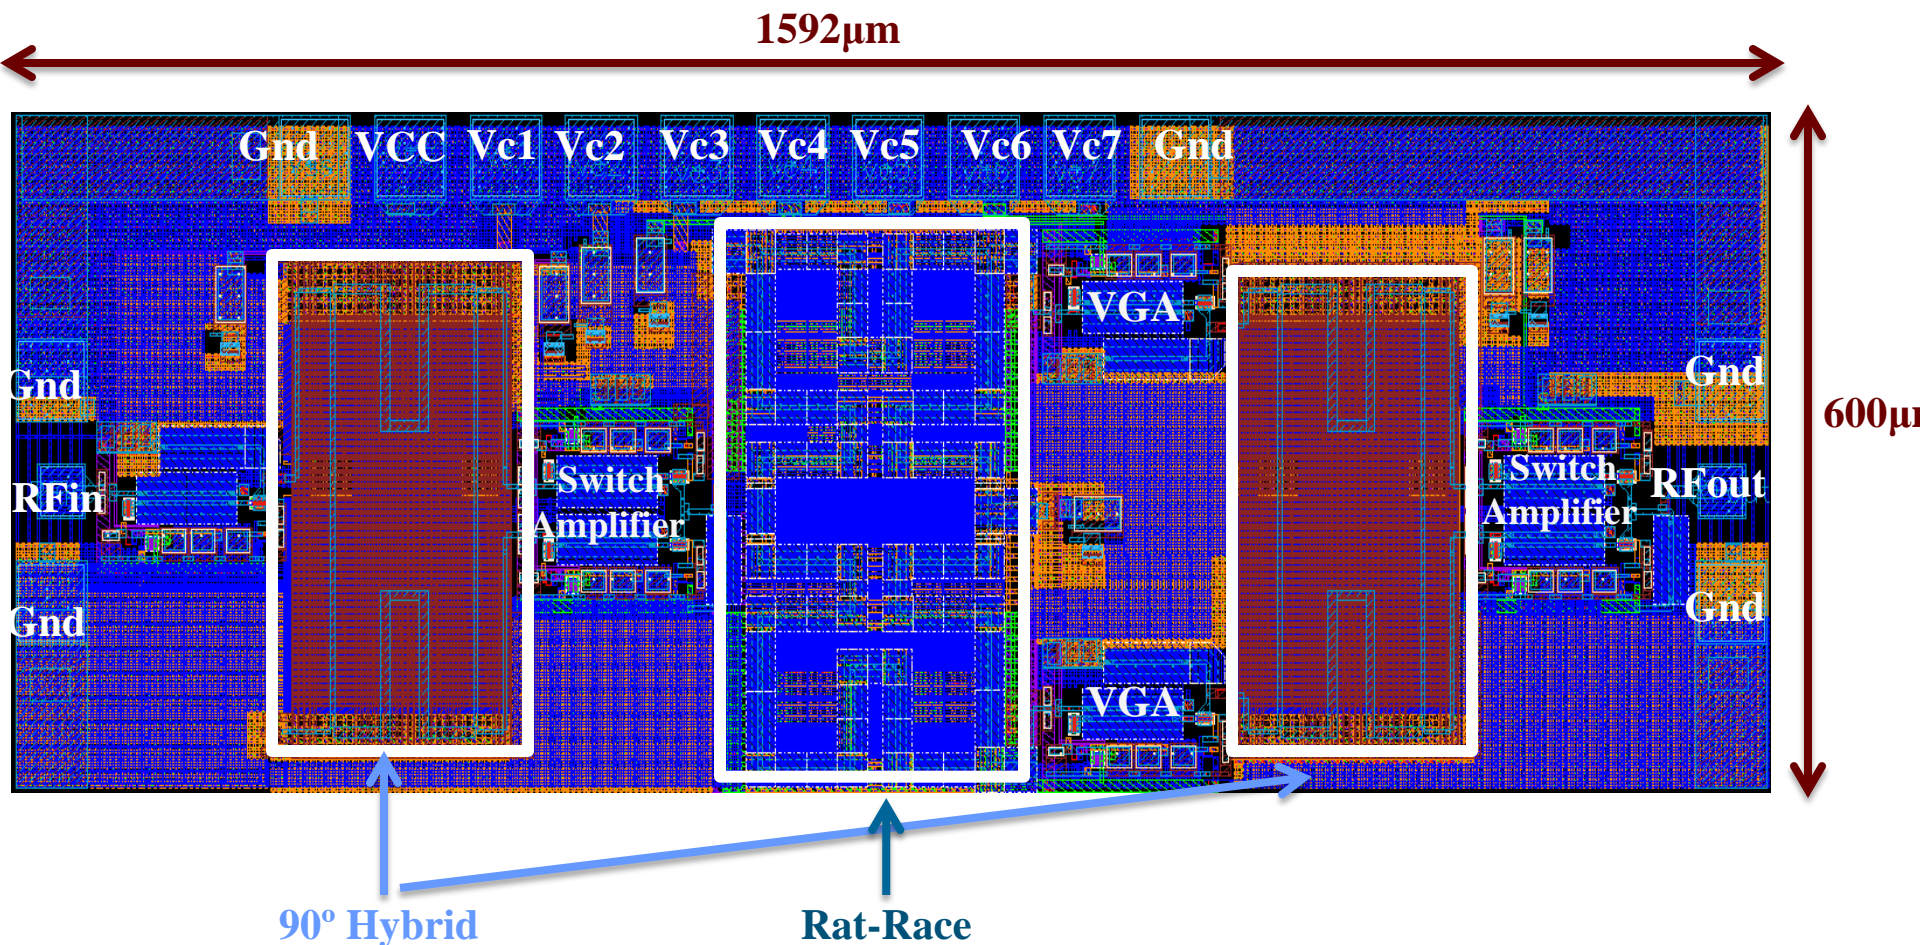 1592μm
Gnd VCC Vc1 Vc2 Vc3 Vc4 Vc5 Vc6 Vc7 Gnd
VGA
Gnd
Gnd
600μm
RFin
Switch
Amplifier
Switch
Amplifier
RFout
Gnd
Gnd
VGA
90º Hybrid
Rat-Race